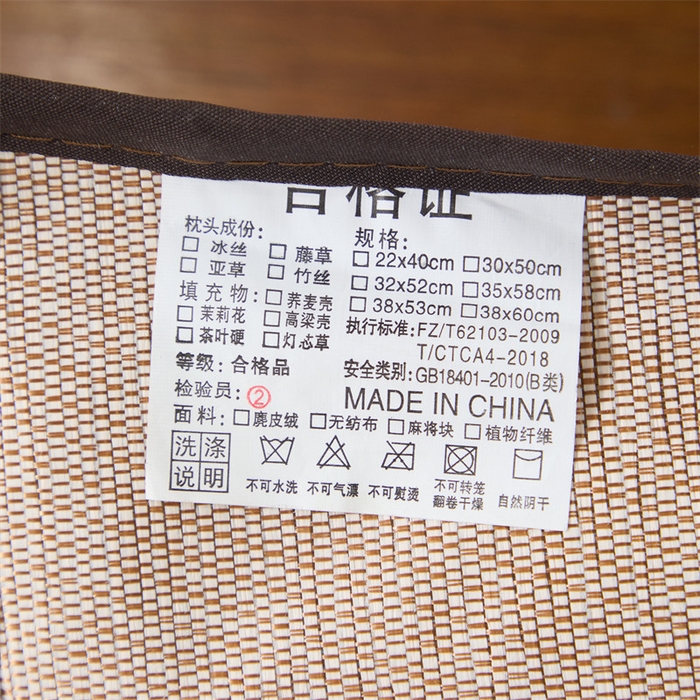 合格证
枕头成份:
□冰丝 □藤草
□亚草 □竹丝
填充物: □荞麦壳
□茉莉花 □高梁壳
□茶叶硬 □灯芯草
等级: 合格品
检验员: ②
规格:
□22x40cm □30x50cm
□32x52cm □35x58cm
□38x53cm □38x60cm
执行标准: FZ/T62103-2009
T/CTCA4-2018
安全类别: GB18401-2010(B类)
MADE IN CHINA
面料: □麂皮绒 □无纺布 □麻将块 □植物纤维
洗涤
说明
不可水洗 不可气漂 不可熨烫 不可转笼 自然阴干
翻卷干燥